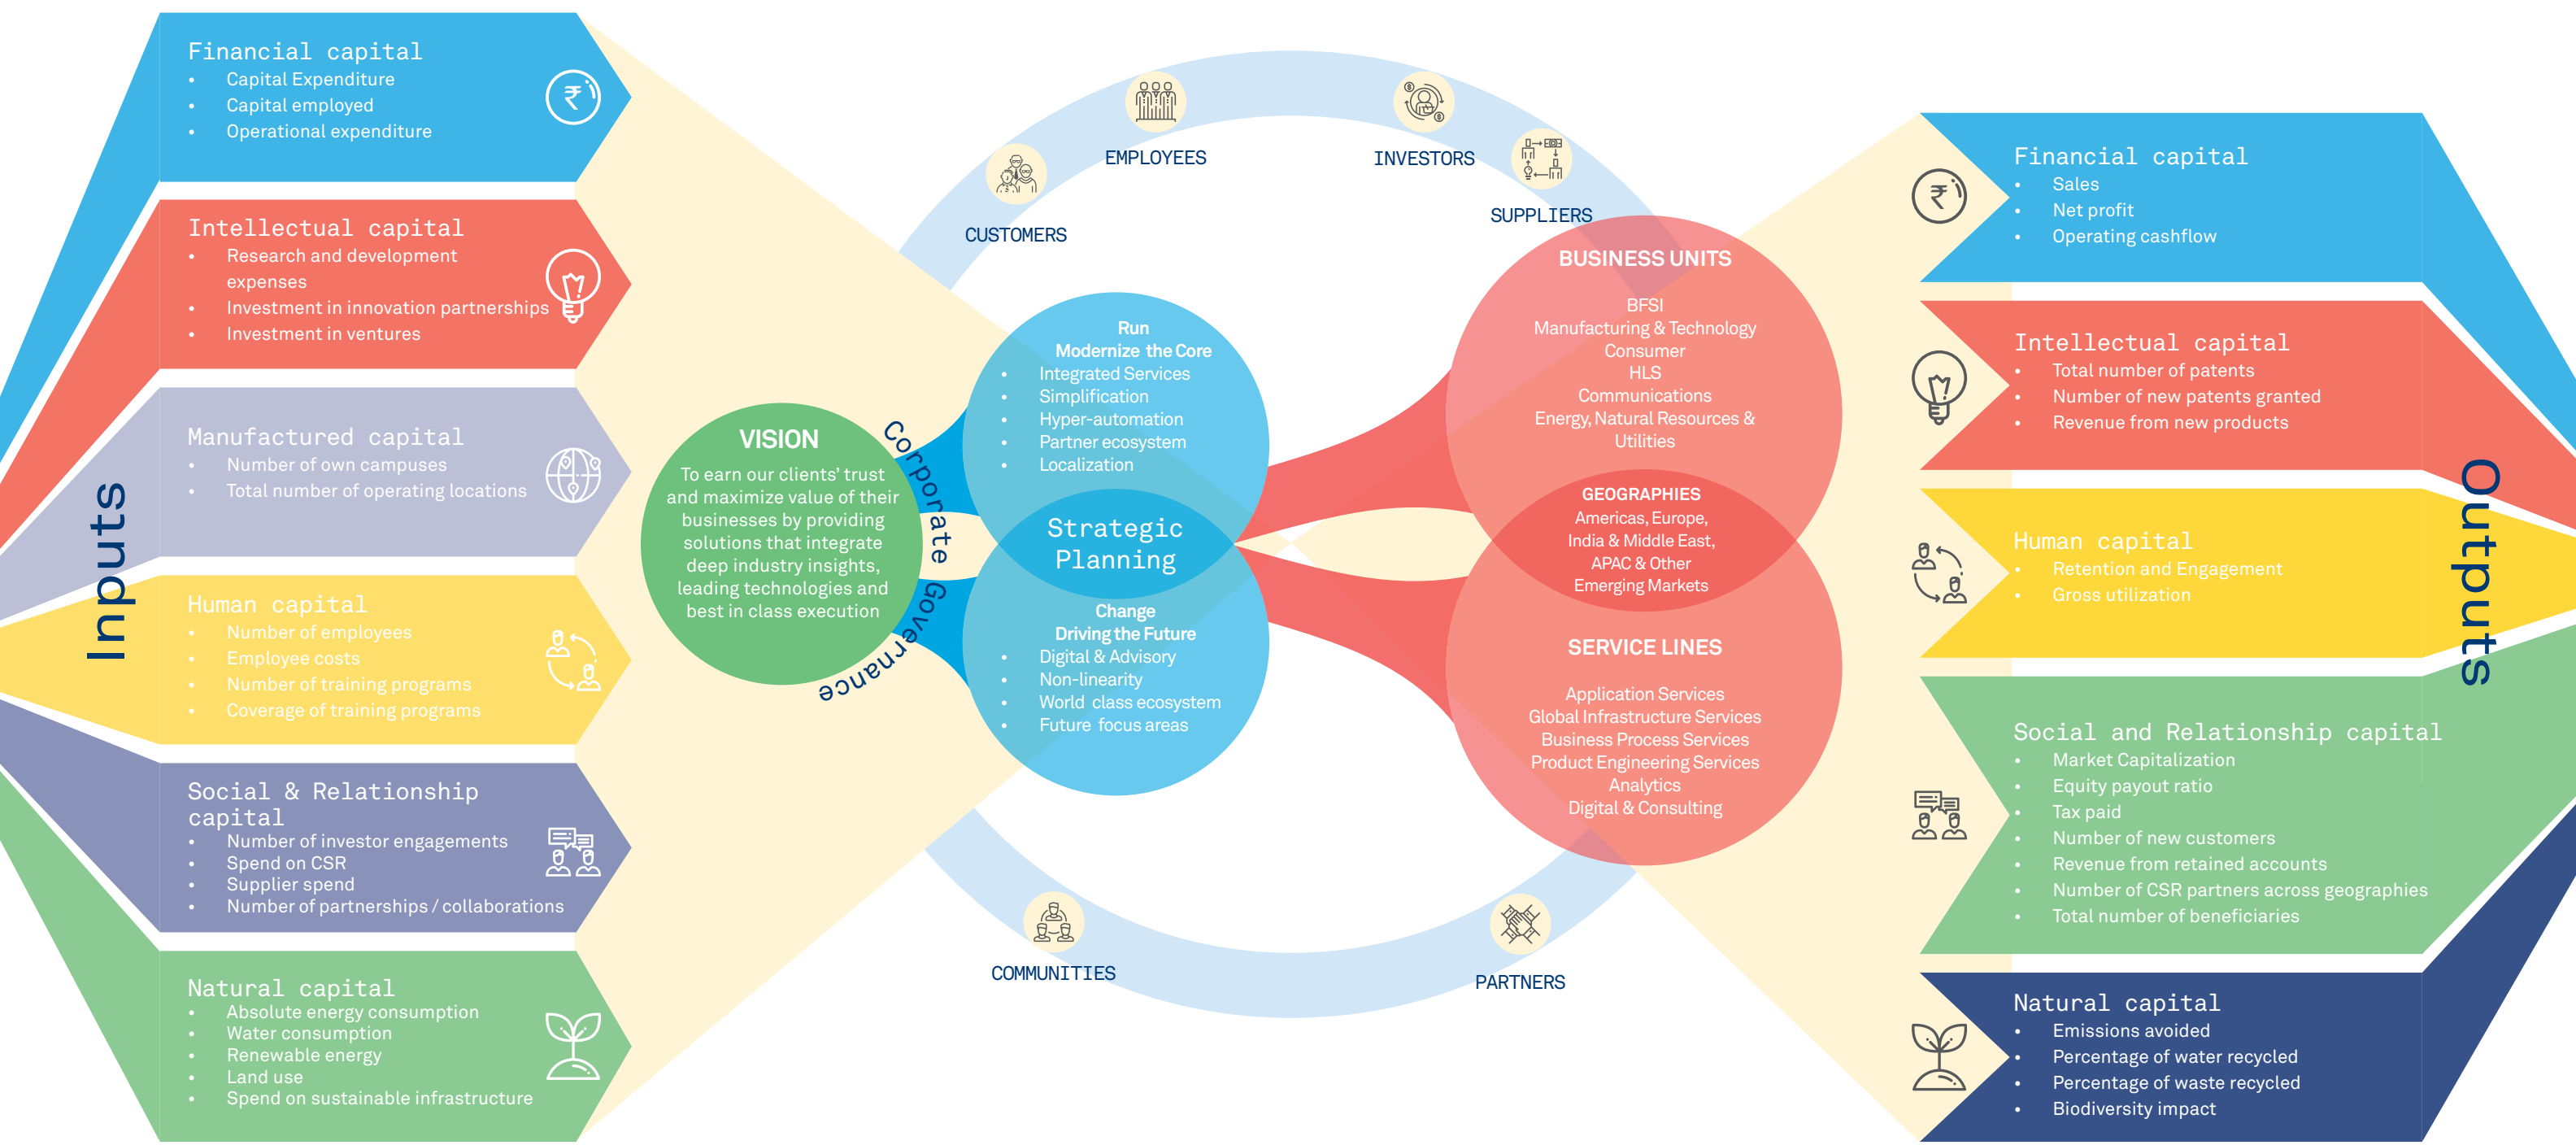 Inputs
Financial capital
• Capital Expenditure
• Capital employed
• Operational expenditure
₹
Intellectual capital
• Research and development
expenses
• Investment in innovation partnerships
• Investment in ventures
Manufactured capital
• Number of own campuses
• Total number of operating locations
Human capital
• Number of employees
• Employee costs
• Number of training programs
• Coverage of training programs
Social & Relationship
capital
• Number of investor engagements
• Spend on CSR
• Supplier spend
• Number of partnerships / collaborations
Natural capital
• Absolute energy consumption
• Water consumption
• Renewable energy
• Land use
• Spend on sustainable infrastructure
VISION
To earn our clients’ trust
and maximize value of their
businesses by providing
solutions that integrate
deep industry insights,
leading technologies and
best in class execution
Corporate Governance
CUSTOMERS
EMPLOYEES
INVESTORS
SUPPLIERS
Run
Modernize the Core
• Integrated Services
• Simplification
• Hyper-automation
• Partner ecosystem
• Localization
Strategic
Planning
Change
Driving the Future
• Digital & Advisory
• Non-linearity
• World class ecosystem
• Future focus areas
BUSINESS UNITS
BFSI
Manufacturing & Technology
Consumer
HLS
Communications
Energy, Natural Resources &
Utilities
GEOGRAPHIES
Americas, Europe,
India & Middle East,
APAC & Other
Emerging Markets
SERVICE LINES
Application Services
Global Infrastructure Services
Business Process Services
Product Engineering Services
Analytics
Digital & Consulting
COMMUNITIES
PARTNERS
Outputs
₹
Financial capital
• Sales
• Net profit
• Operating cashflow
Intellectual capital
• Total number of patents
• Number of new patents granted
• Revenue from new products
Human capital
• Retention and Engagement
• Gross utilization
Social and Relationship capital
• Market Capitalization
• Equity payout ratio
• Tax paid
• Number of new customers
• Revenue from retained accounts
• Number of CSR partners across geographies
• Total number of beneficiaries
Natural capital
• Emissions avoided
• Percentage of water recycled
• Percentage of waste recycled
• Biodiversity impact